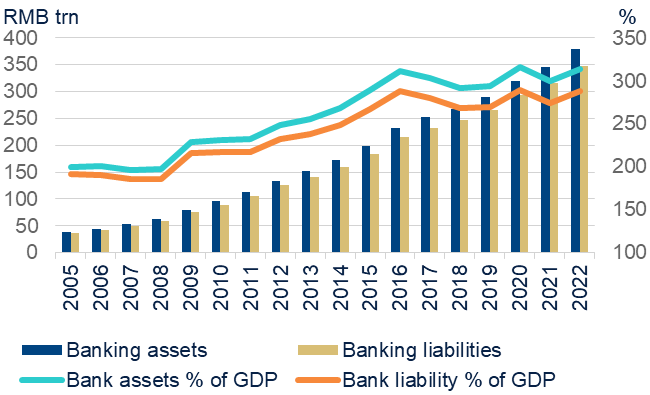 RMB trn %
400 350
350 300
300 250
250 200
200 150
150 100
100
50
0
2005 2006 2007 2008 2009 2010 2011 2012 2013 2014 2015 2016 2017 2018 2019 2020 2021 2022
Banking assets Banking liabilities
Bank assets % of GDP Bank liability % of GDP